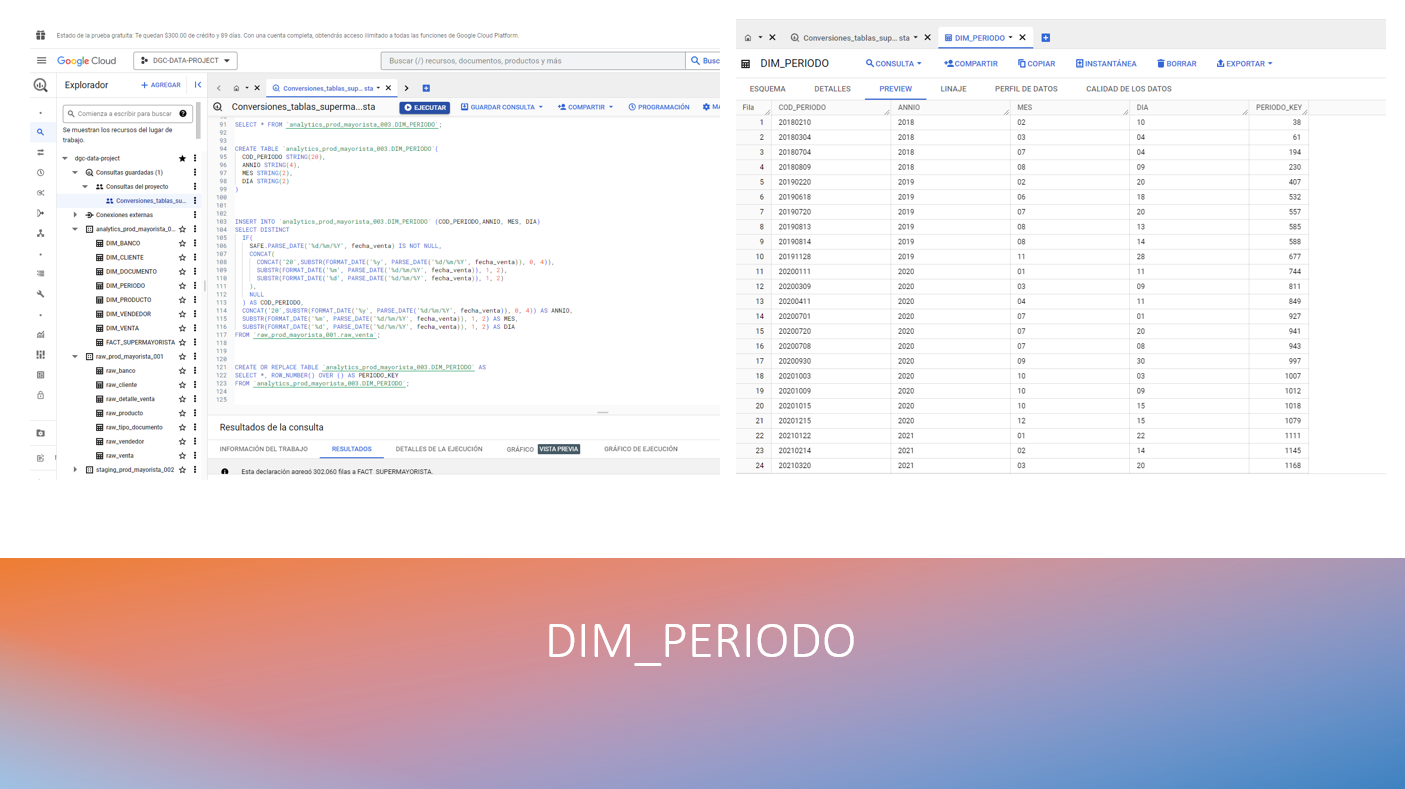 Estado de la prueba gratuita: Te quedan $300.00 de crédito y 89 días. Con una cuenta completa, obtendrás acceso ilimitado a todas las funciones de Google Cloud Platform.
Google Cloud
DGC-DATA-PROJECT
Buscar (/) recursos, documentos, productos y más
Busc
Explorador
+ AGREGAR
Comienza a escribir para buscar
Se muestran los recursos del lugar de
trabajo.
dgc-data-project
Consultas guardadas (1)
Consultas del proyecto
Conversiones_tablas_su...
Conexiones externas
analytics_prod_mayorista_0...
DIM_BANCO
DIM_CLIENTE
DIM_DOCUMENTO
DIM_PERIODO
DIM_PRODUCTO
DIM_VENDEDOR
DIM_VENTA
FACT_SUPERMAYORISTA
raw_prod_mayorista_001
raw_banco
raw_cliente
raw_detalle_venta
raw_producto
raw_tipo_documento
raw_vendedor
raw_venta
staging_prod_mayorista_002
Conversiones_tablas_sup... sta
Conversiones_tablas_superma...sta
EJECUTAR
GUARDAR CONSULTA
COMPARTIR
PROGRAMACIÓN
MÁ
91 SELECT * FROM `analytics_prod_mayorista_003.DIM_PERIODO`;
92
93
94 CREATE TABLE `analytics_prod_mayorista_003.DIM_PERIODO`(
95 COD_PERIODO STRING(20),
96 ANNIO STRING(4),
97 MES STRING(2),
98 DIA STRING(2)
99 )
100
101
102
103 INSERT INTO `analytics_prod_mayorista_003.DIM_PERIODO` (COD_PERIODO,ANNIO, MES, DIA)
104 SELECT DISTINCT
105 IF(
106 SAFE.PARSE_DATE('%d/%m/%Y', fecha_venta) IS NOT NULL,
107 CONCAT(
108 CONCAT('20',SUBSTR(FORMAT_DATE('%y', PARSE_DATE('%d/%m/%Y', fecha_venta)), 0, 4)),
109 SUBSTR(FORMAT_DATE('%m', PARSE_DATE('%d/%m/%Y', fecha_venta)), 1, 2),
110 SUBSTR(FORMAT_DATE('%d', PARSE_DATE('%d/%m/%Y', fecha_venta)), 1, 2)
111 ),
112 NULL
113 ) AS COD_PERIODO,
114 CONCAT('20',SUBSTR(FORMAT_DATE('%y', PARSE_DATE('%d/%m/%Y', fecha_venta)), 0, 4)) AS ANNIO,
115 SUBSTR(FORMAT_DATE('%m', PARSE_DATE('%d/%m/%Y', fecha_venta)), 1, 2) AS MES,
116 SUBSTR(FORMAT_DATE('%d', PARSE_DATE('%d/%m/%Y', fecha_venta)), 1, 2) AS DIA
117 FROM `raw_prod_mayorista_001.raw_venta`;
118
119
120
121 CREATE OR REPLACE TABLE `analytics_prod_mayorista_003.DIM_PERIODO` AS
122 SELECT *, ROW_NUMBER() OVER () AS PERIODO_KEY
123 FROM `analytics_prod_mayorista_003.DIM_PERIODO`;
124
125
Resultados de la consulta
INFORMACIÓN DEL TRABAJO
RESULTADOS
DETALLES DE LA EJECUCIÓN
GRÁFICO VISTA PREVIA
GRÁFICO DE EJECUCIÓN
Esta declaración agregó 302,060 filas a FACT_SUPERMAYORISTA.
Conversiones_tablas_sup... sta
DIM_PERIODO
DIM_PERIODO
CONSULTA
COMPARTIR
COPIAR
INSTANTÁNEA
BORRAR
EXPORTAR
ESQUEMA
DETALLES
PREVIEW
LINAJE
PERFIL DE DATOS
CALIDAD DE LOS DATOS
Fila COD_PERIODO ANNIO MES DIA PERIODO_KEY
1 20180210 2018 02 10 38
2 20180304 2018 03 04 61
3 20180704 2018 07 04 194
4 20180809 2018 08 09 230
5 20190220 2019 02 20 407
6 20190618 2019 06 18 532
7 20190720 2019 07 20 557
8 20190813 2019 08 13 585
9 20190814 2019 08 14 588
10 20191128 2019 11 28 677
11 20200111 2020 01 11 744
12 20200309 2020 03 09 811
13 20200411 2020 04 11 849
14 20200701 2020 07 01 927
15 20200720 2020 07 20 941
16 20200708 2020 07 08 943
17 20200930 2020 09 30 997
18 20201003 2020 10 03 1007
19 20201009 2020 10 09 1012
20 20201015 2020 10 15 1018
21 20201215 2020 12 15 1079
22 20210122 2021 01 22 1111
23 20210214 2021 02 14 1145
24 20210320 2021 03 20 1168
DIM_PERIODO